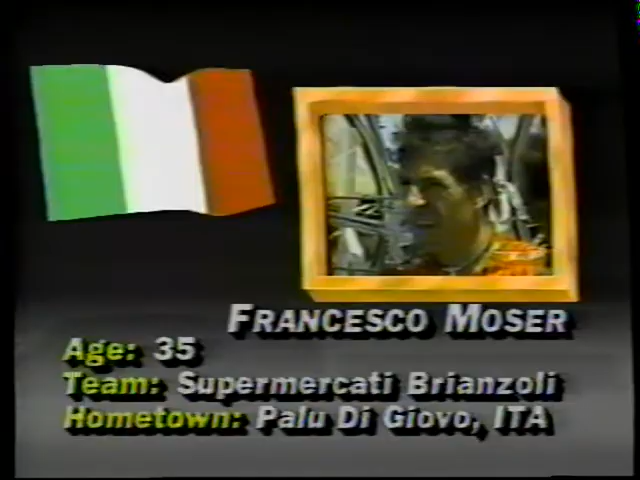 FRANCESCO MOSER
Age: 35
Team: Supermercati Brianzoli
Hometown: Palu Di Giovo, ITA